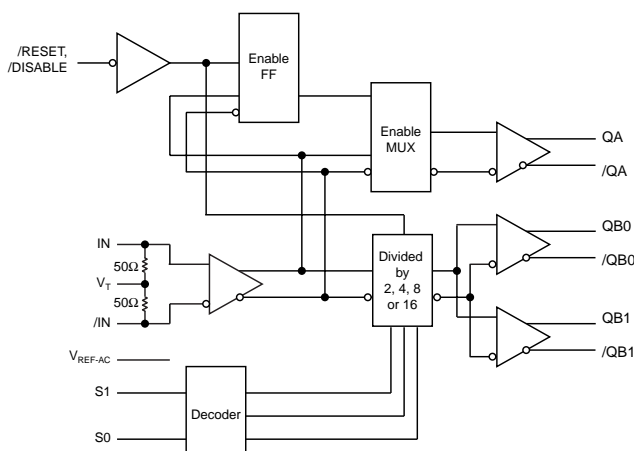 /RESET,
/DISABLE
Enable
FF
Enable
MUX
QA
/QA
IN
50Ω
VT
50Ω
/IN
Divided
by
2, 4, 8
or 16
QB0
/QB0
QB1
/QB1
VREF-AC
S1
Decoder
S0